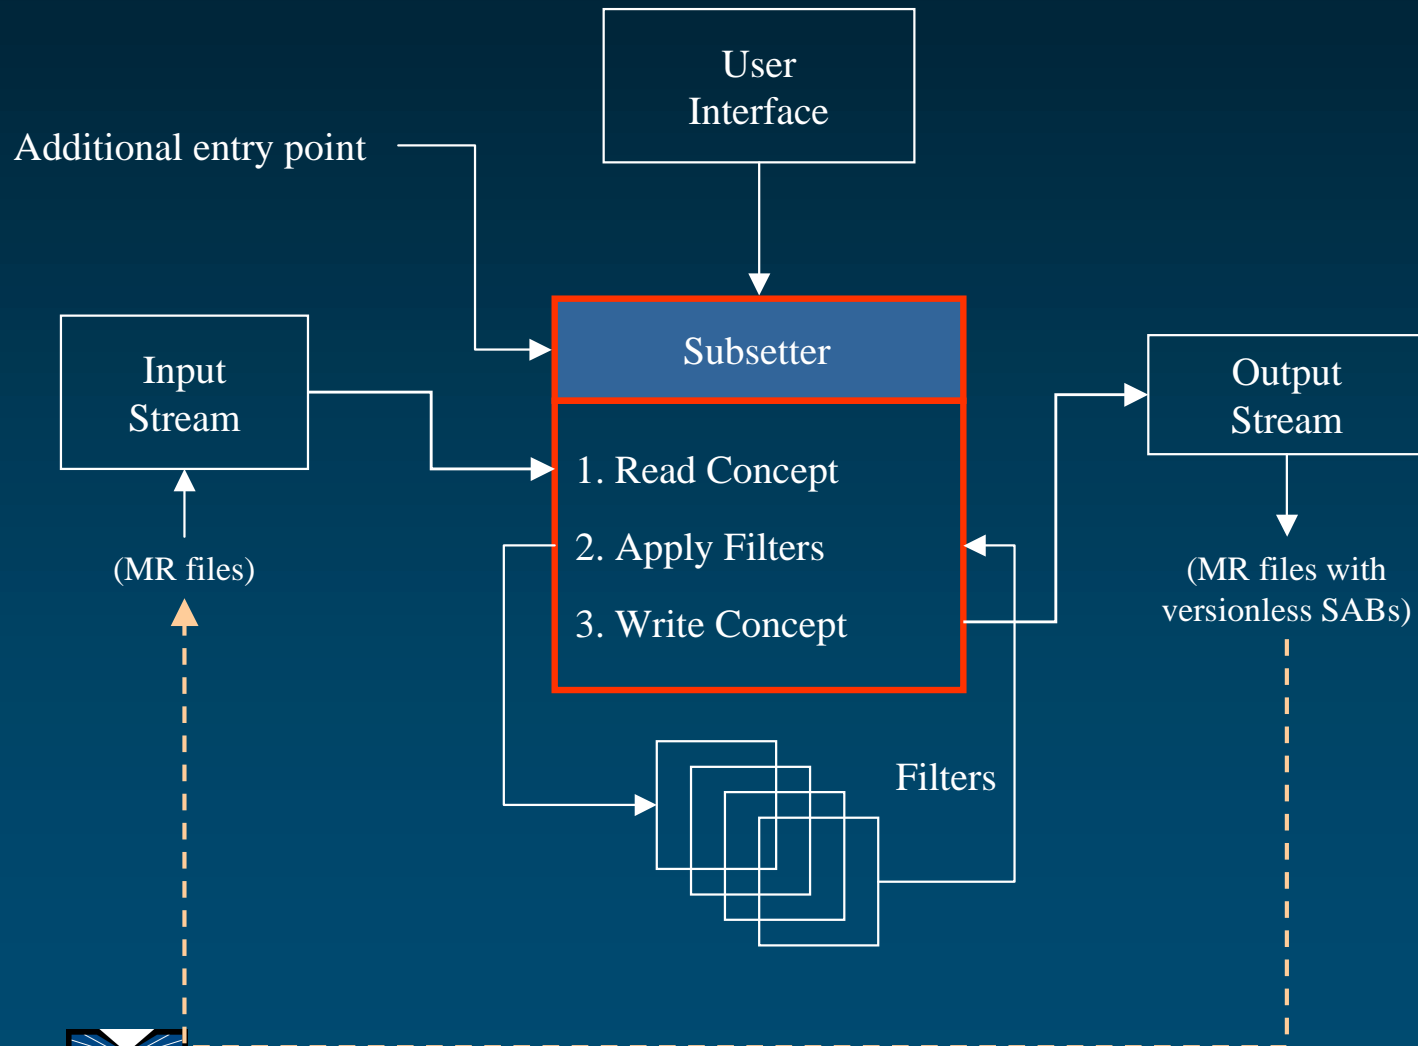 User
Interface
Additional entry point
Subsetter
Input
Stream
Output
Stream
1. Read Concept
2. Apply Filters
3. Write Concept
(MR files)
(MR files with
versionless SABs)
Filters